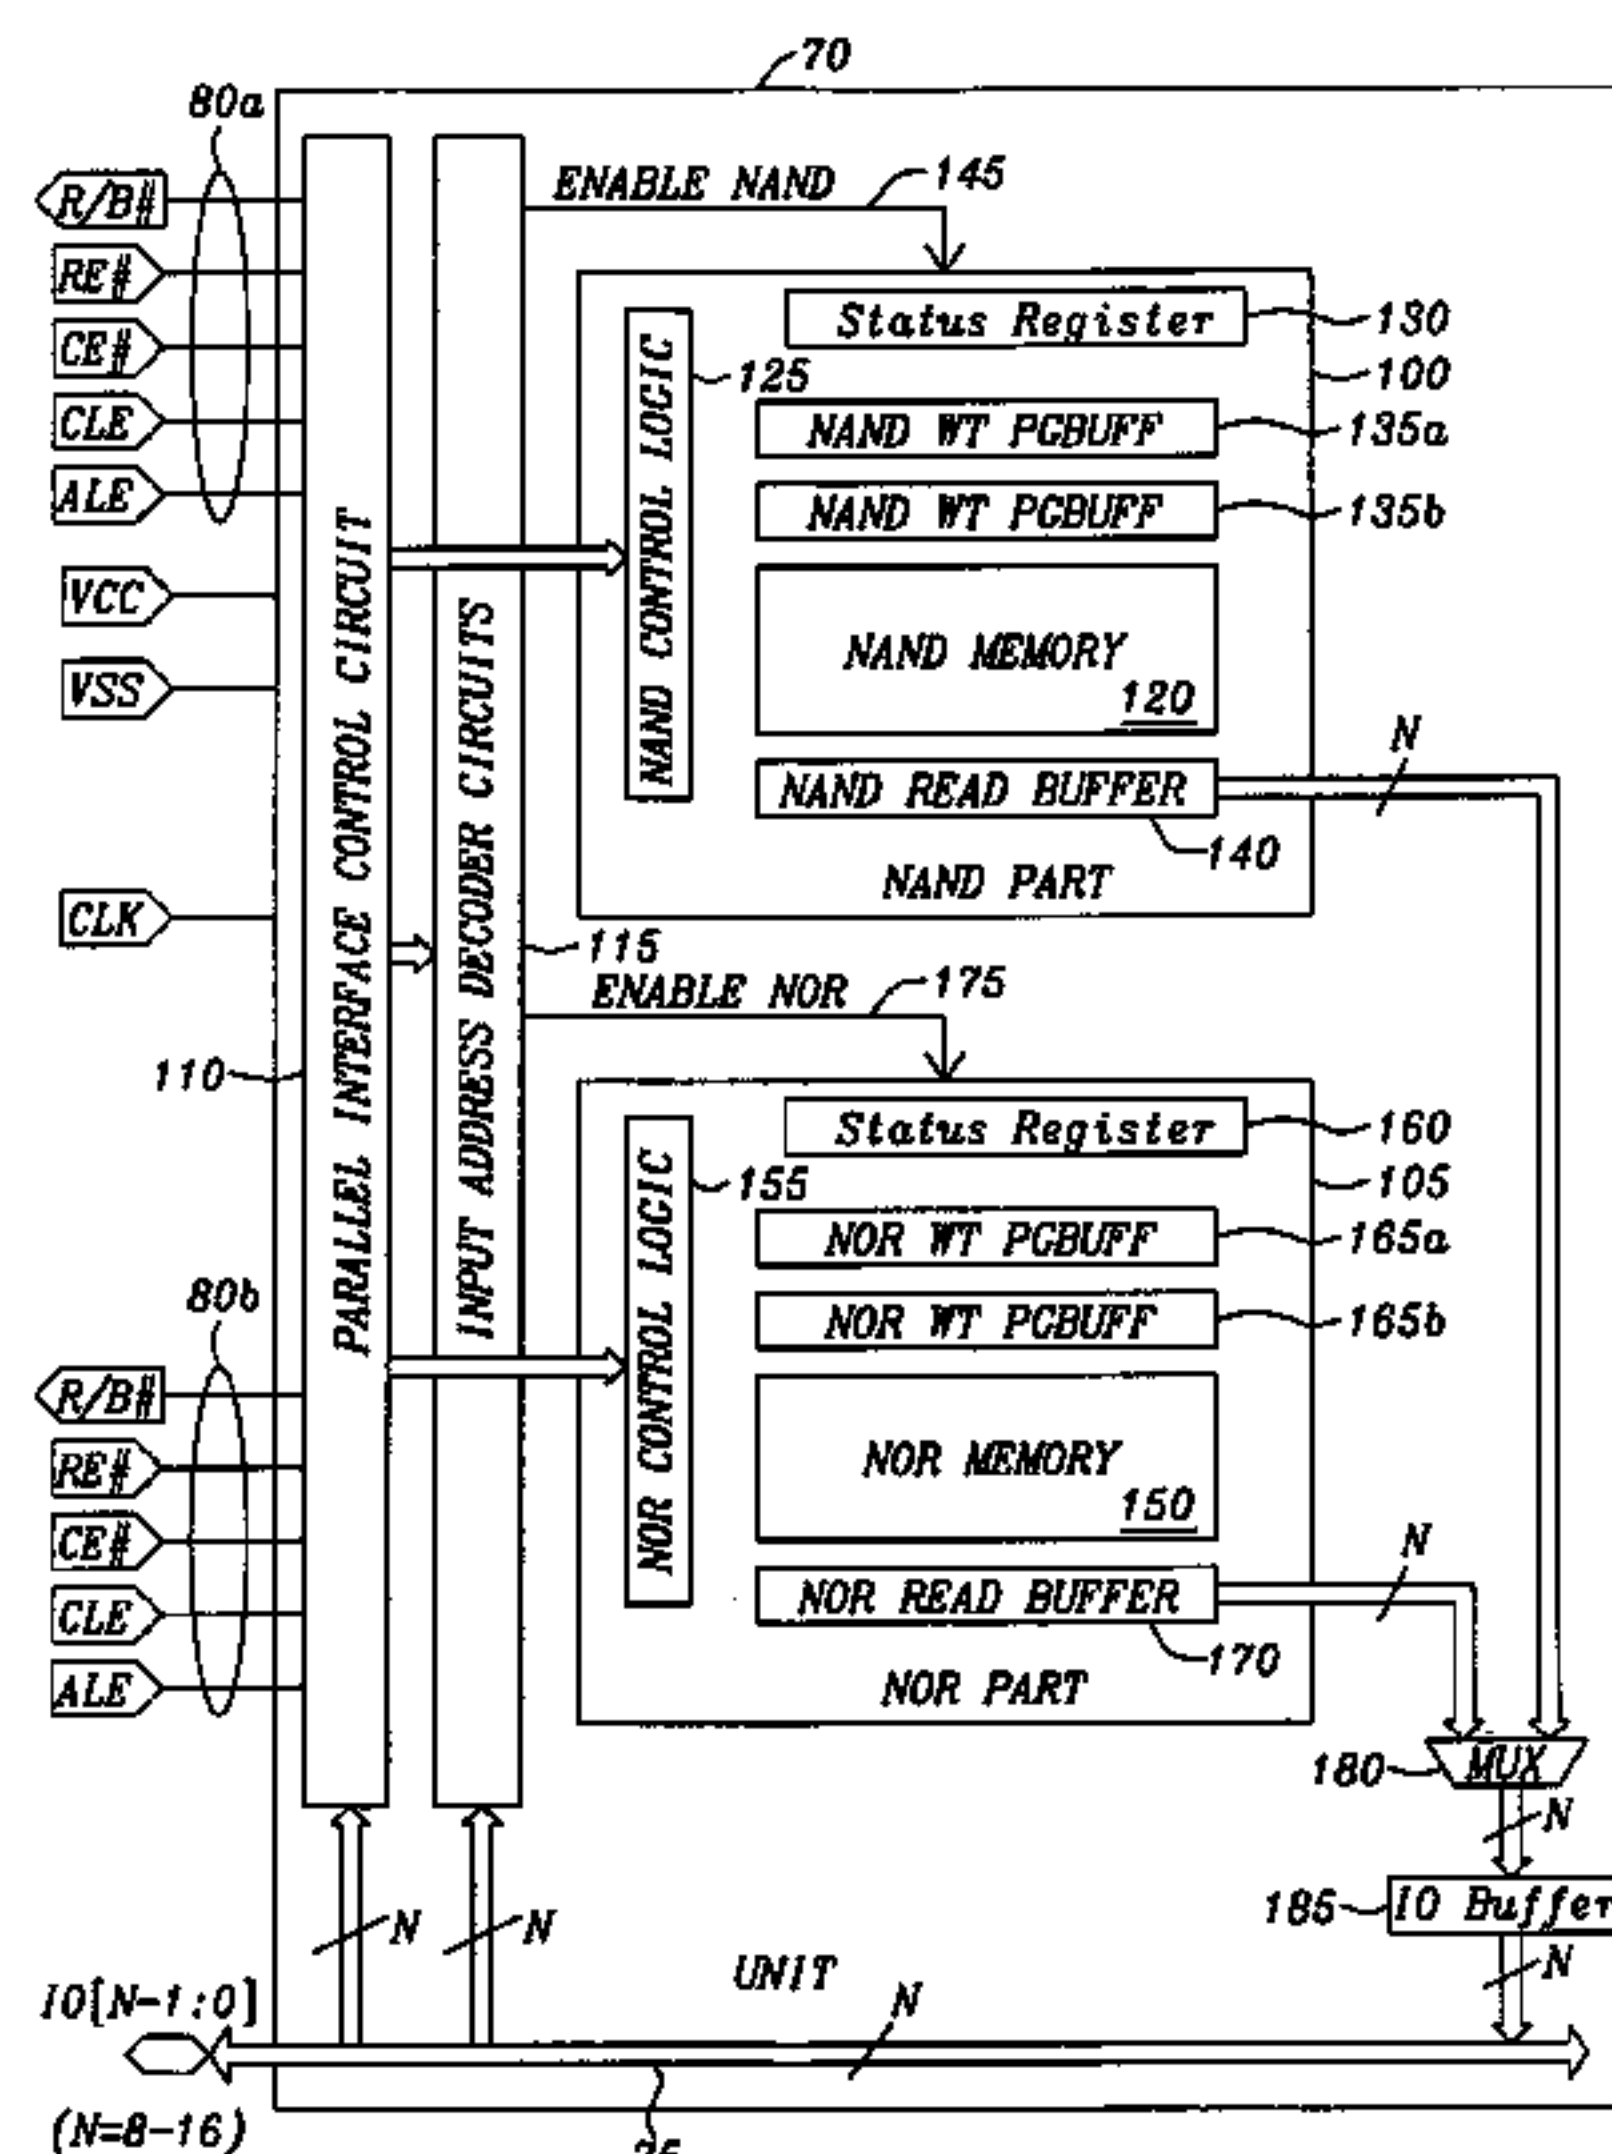 70
80a
R/B#
RE#
CE#
CLE
ALE
VCC
VSS
CLK
110
80b
R/B#
RE#
CE#
CLE
ALE
PARALLEL INTERFACE CONTROL CIRCUIT
INPUT ADDRESS DECODER CIRCUITS
115
ENABLE NAND
145
NAND CONTROL LOGIC
125
Status Register
130
100
NAND WT PGBUFF
135a
NAND WT PGBUFF
135b
NAND MEMORY
120
NAND READ BUFFER
140
NAND PART
N
ENABLE NOR
175
NOR CONTROL LOGIC
155
Status Register
160
105
NOR WT PGBUFF
165a
NOR WT PGBUFF
165b
NOR MEMORY
150
NOR READ BUFFER
170
NOR PART
N
180
MUX
N
185
IO Buffer
N
N
N
UNIT
N
IO[N-1:0]
(N=8-16)